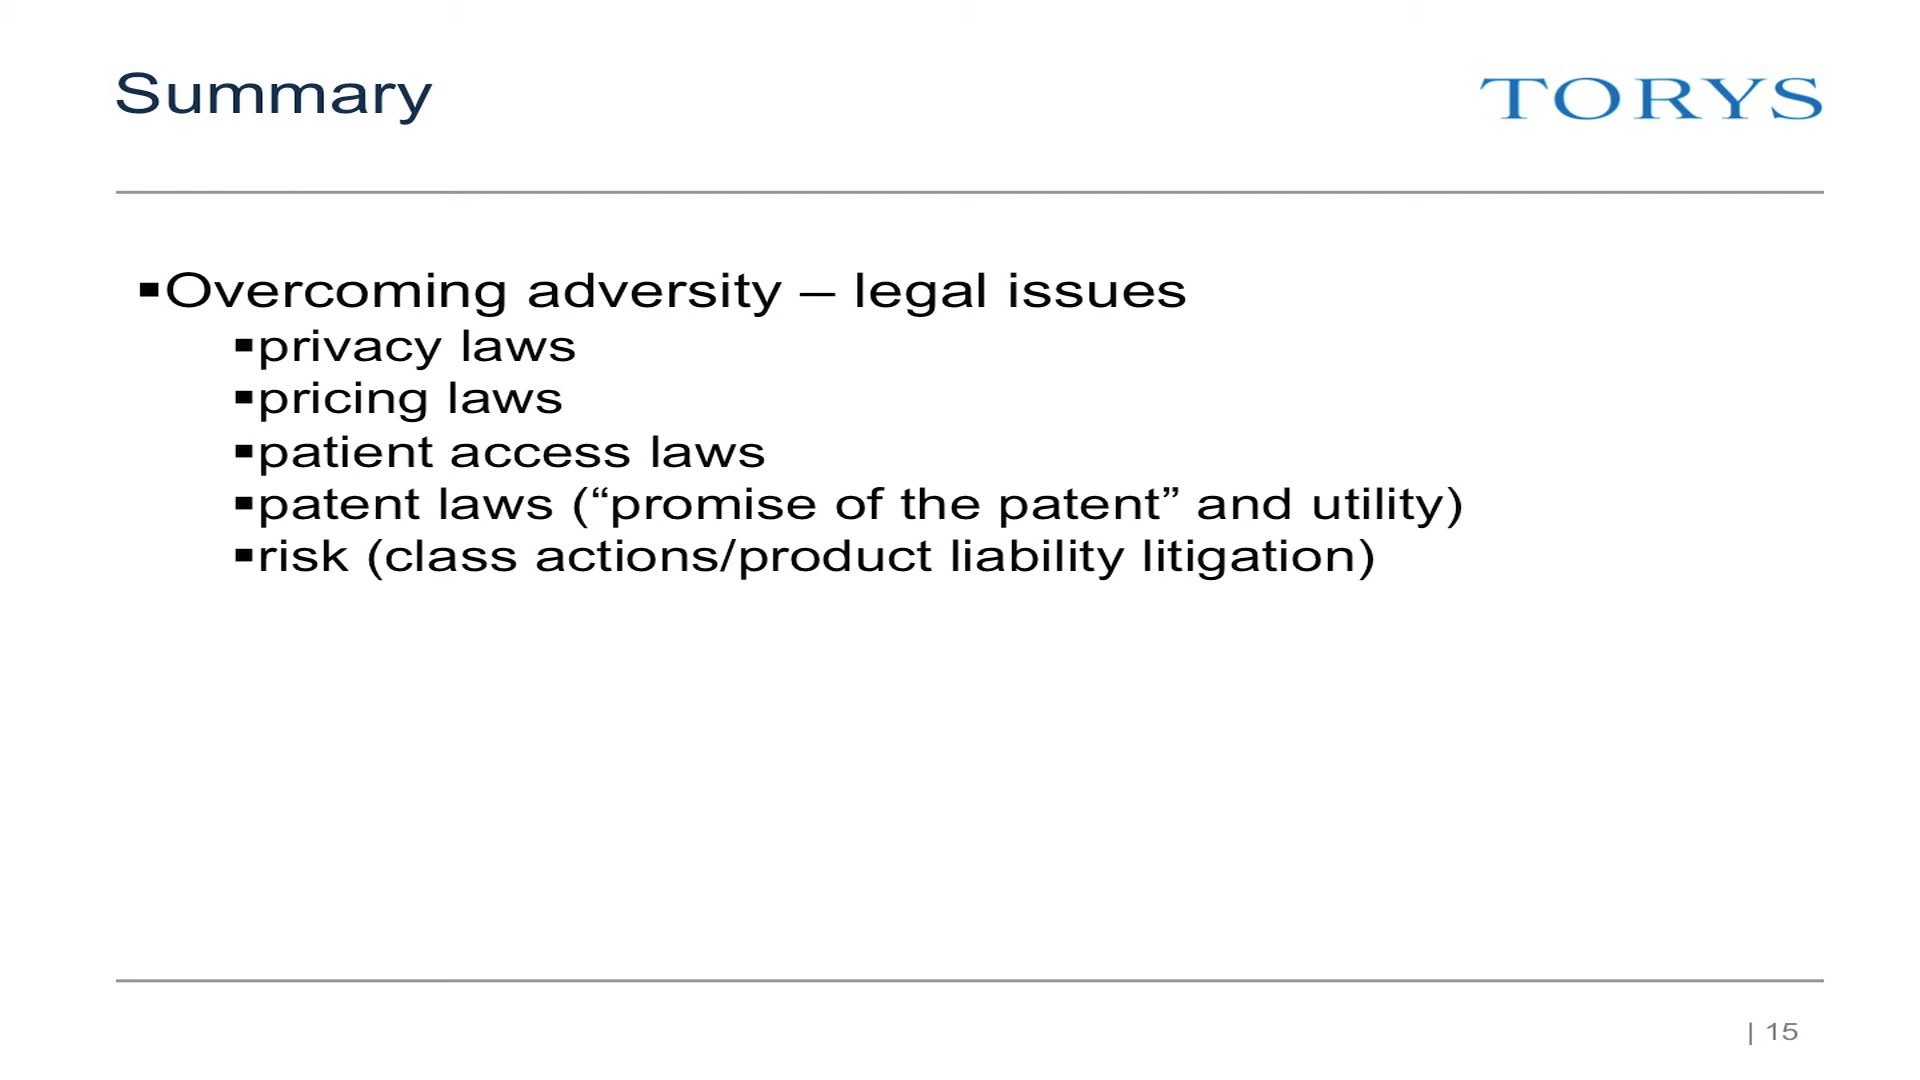 Summary
TORYS
▪Overcoming adversity – legal issues
▪privacy laws
▪pricing laws
▪patient access laws
▪patent laws (“promise of the patent” and utility)
▪risk (class actions/product liability litigation)
| 15